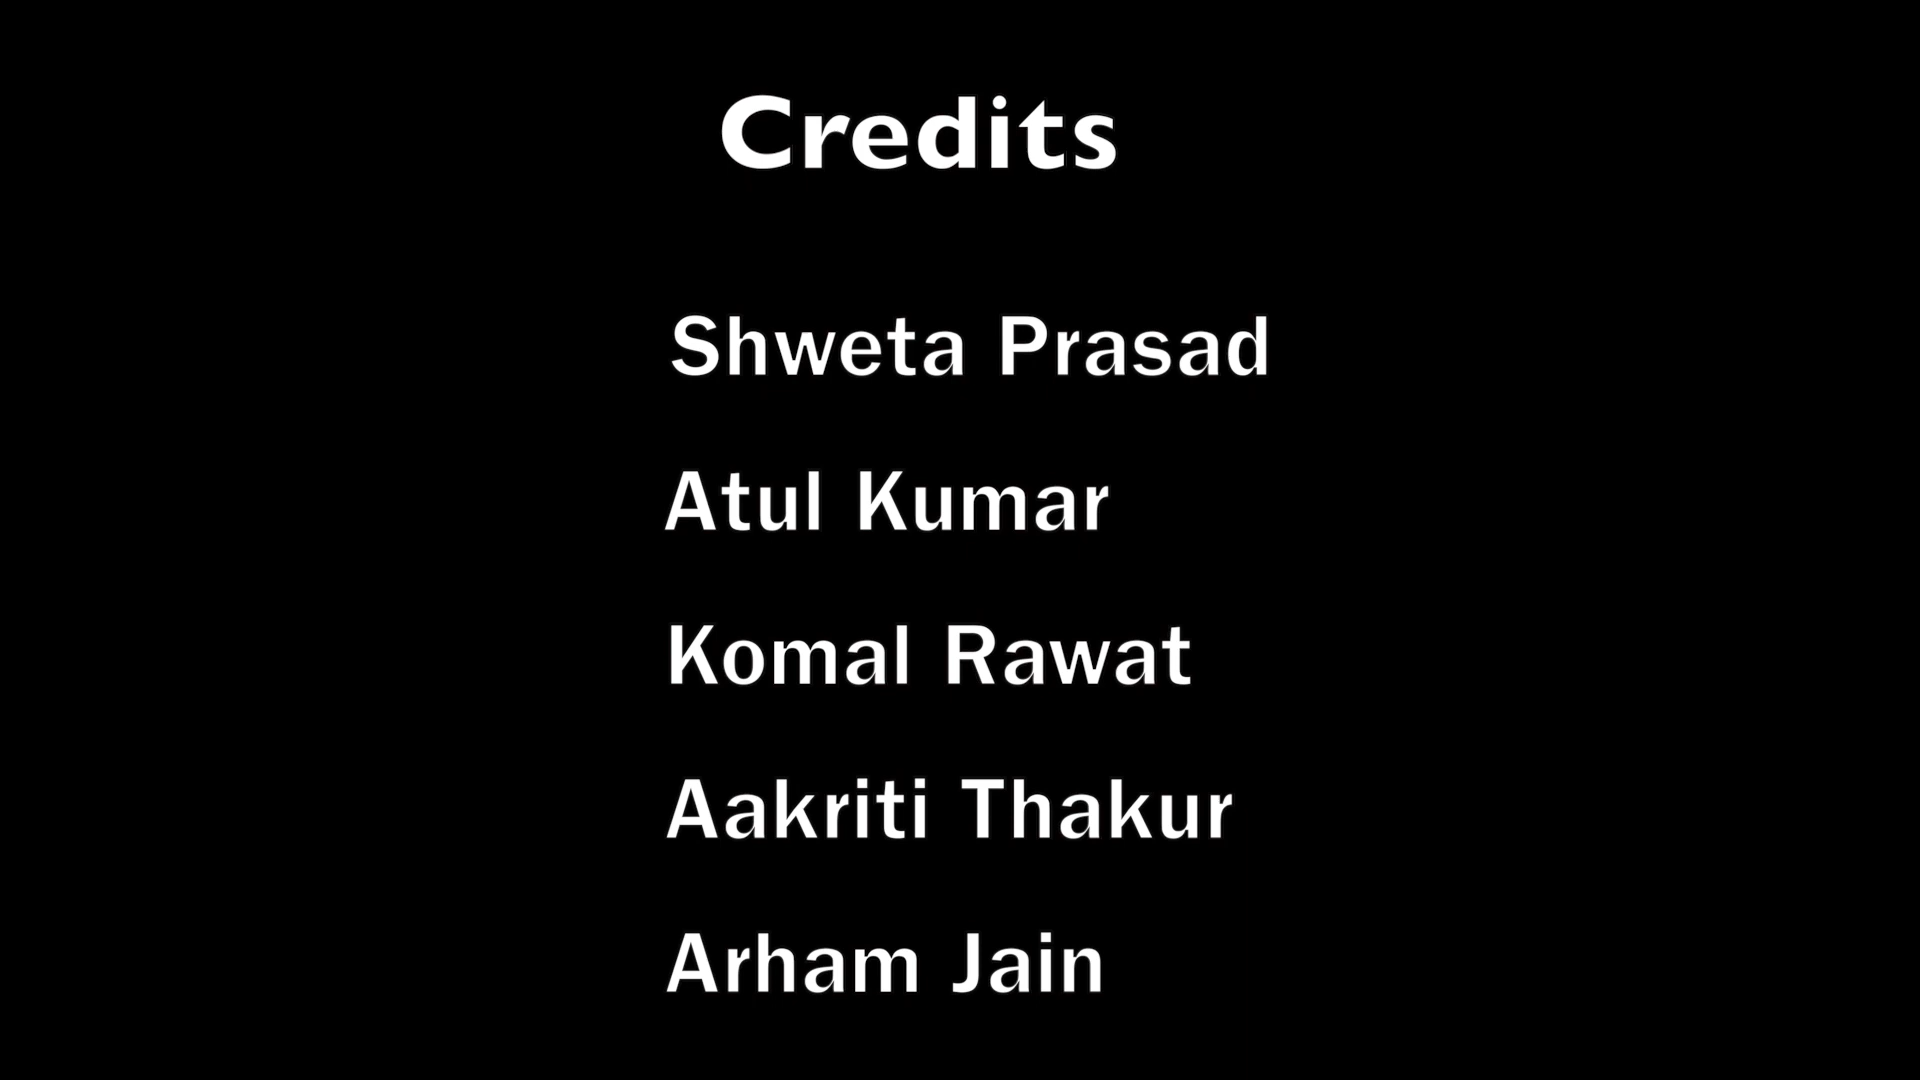 Credits
Shweta Prasad
Atul Kumar
Komal Rawat
Aakriti Thakur
Arham Jain